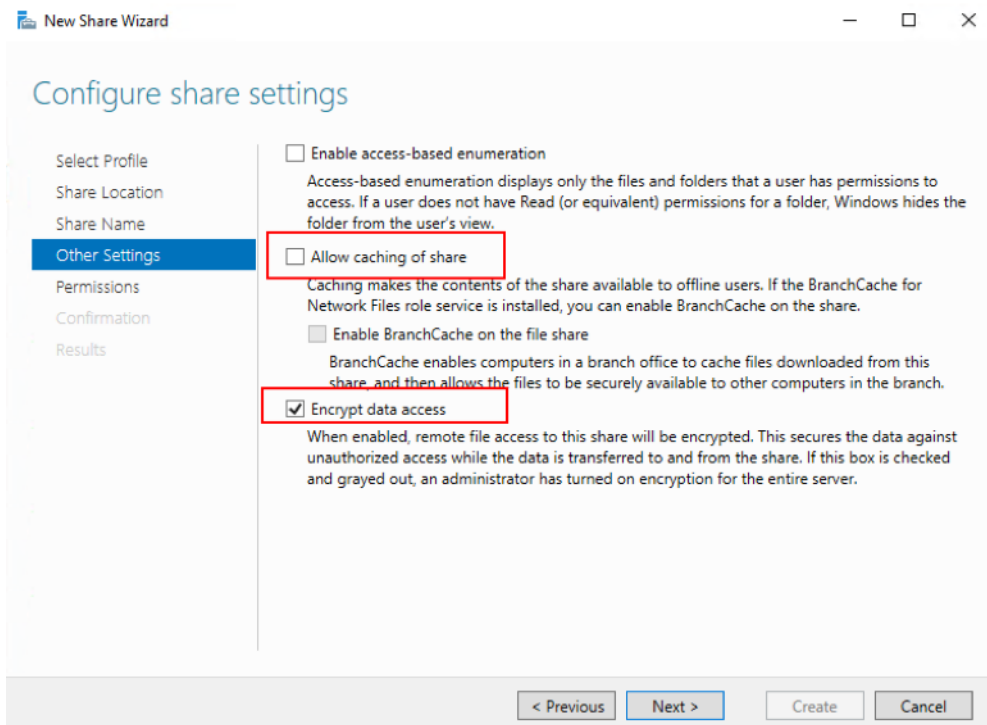 New Share Wizard
Configure share settings
Select Profile
Share Location
Share Name
Other Settings
Permissions
Confirmation
Results
Enable access-based enumeration
Access-based enumeration displays only the files and folders that a user has permissions to
access. If a user does not have Read (or equivalent) permissions for a folder, Windows hides the
folder from the user's view.
Allow caching of share
Caching makes the contents of the share available to offline users. If the BranchCache for
Network Files role service is installed, you can enable BranchCache on the share.
Enable BranchCache on the file share
BranchCache enables computers in a branch office to cache files downloaded from this
share, and then allows the files to be securely available to other computers in the branch.
Encrypt data access
When enabled, remote file access to this share will be encrypted. This secures the data against
unauthorized access while the data is transferred to and from the share. If this box is checked
and grayed out, an administrator has turned on encryption for the entire server.
< Previous
Next >
Create
Cancel